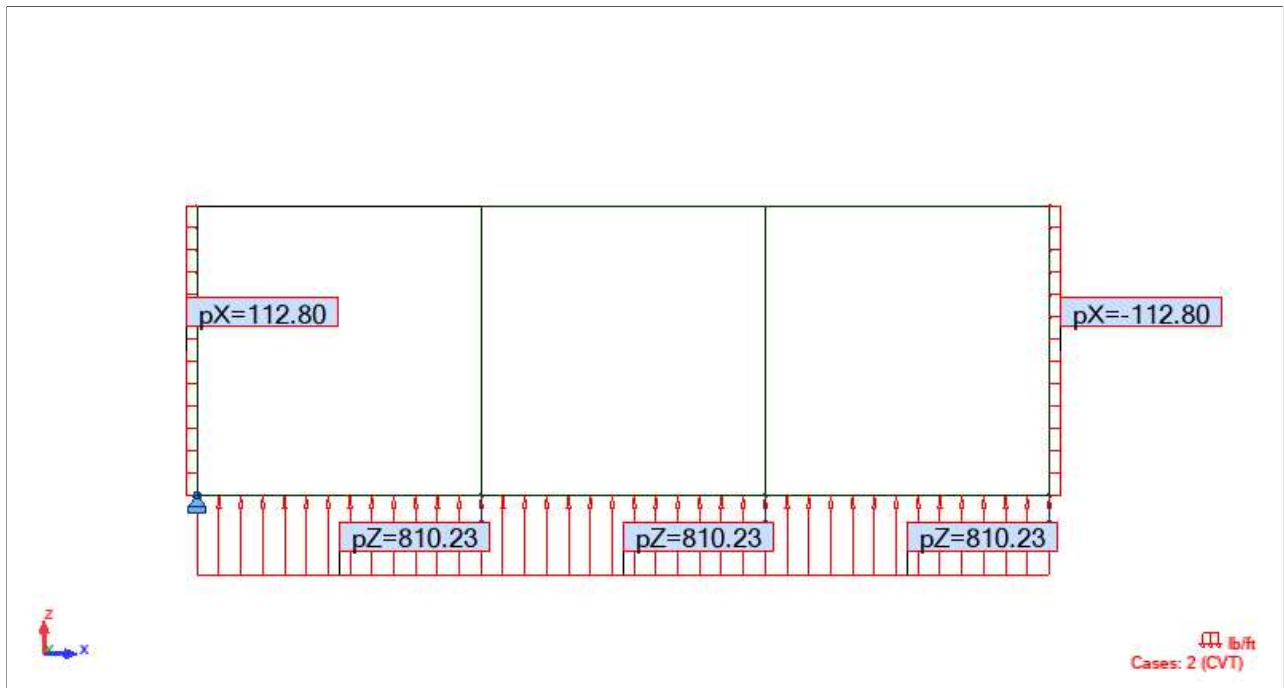 pX=112.80
pX=-112.80
pZ=810.23
pZ=810.23
pZ=810.23
Z
X
lb/ft
Cases: 2 (CVT)